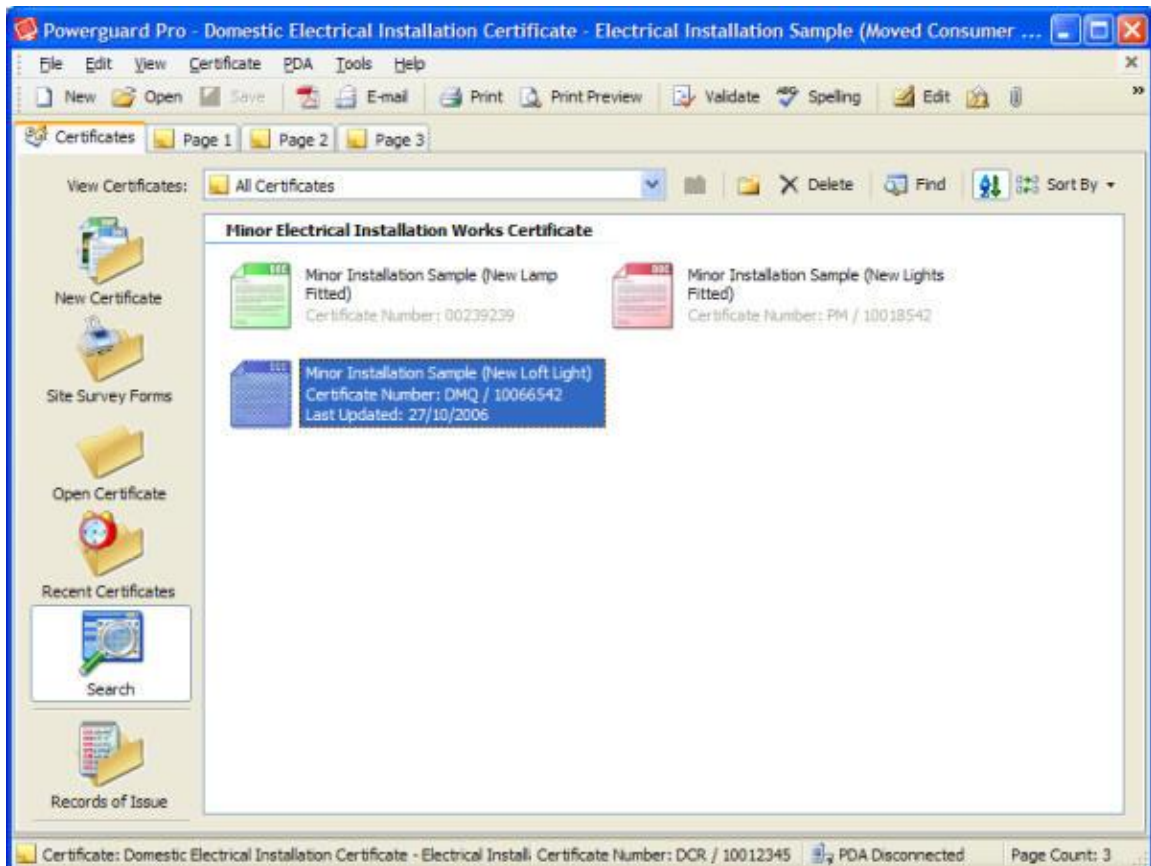 Powerguard Pro - Domestic Electrical Installation Certificate - Electrical Installation Sample (Moved Consumer ...
File Edit View Certificate PDA Tools Help
New Open Save E-mail Print Print Preview Validate Speling Edit
Certificates Page 1 Page 2 Page 3
View Certificates: All Certificates Delete Find Sort By
Minor Electrical Installation Works Certificate
Minor Installation Sample (New Lamp
Fitted)
Certificate Number: 00239239
Minor Installation Sample (New Lights
Fitted)
Certificate Number: PM / 10018542
Minor Installation Sample (New Loft Light)
Certificate Number: DMQ / 10066542
Last Updated: 27/10/2006
New Certificate
Site Survey Forms
Open Certificate
Recent Certificates
Search
Records of Issue
Certificate: Domestic Electrical Installation Certificate - Electrical Install Certificate Number: DCR / 10012345 PDA Disconnected Page Count: 3